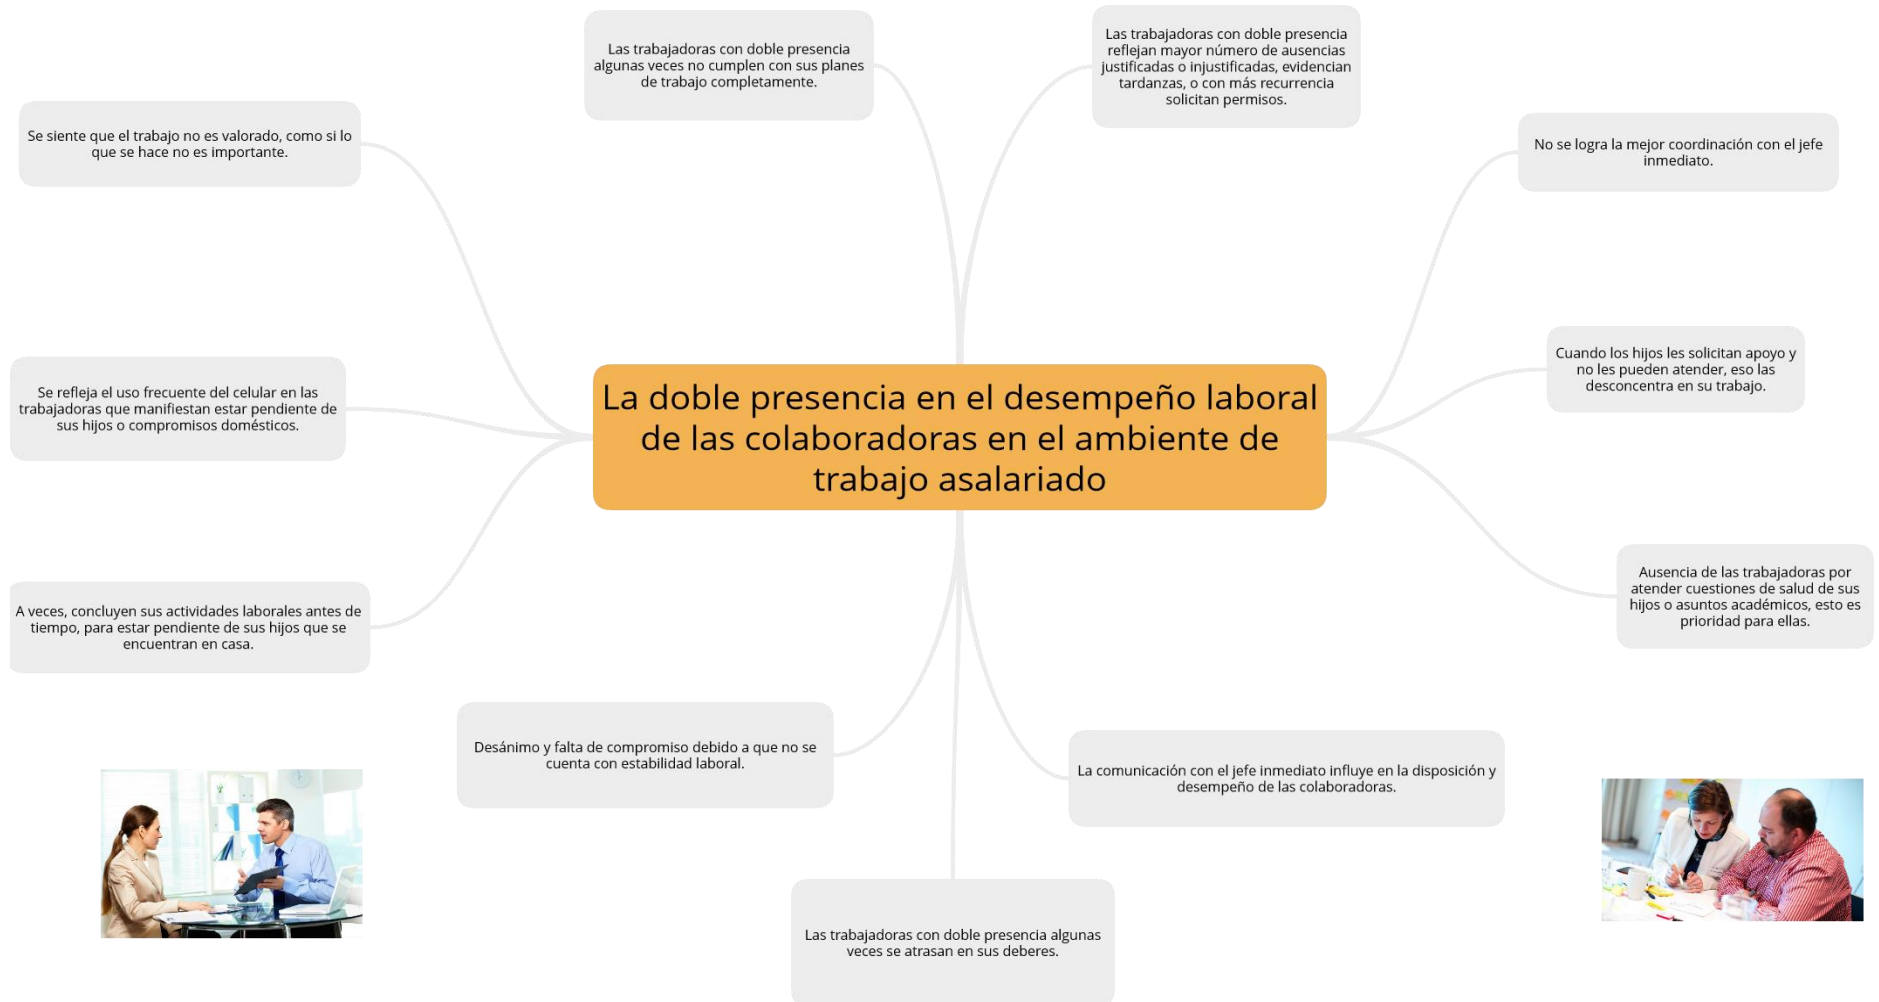 Las trabajadoras con doble presencia
algunas veces no cumplen con sus planes
de trabajo completamente.
Las trabajadoras con doble presencia
reflejan mayor número de ausencias
justificadas o injustificadas, evidencian
tardanzas, o con más recurrencia
solicitan permisos.
Se siente que el trabajo no es valorado, como si lo
que se hace no es importante.
No se logra la mejor coordinación con el jefe
inmediato.
Cuando los hijos les solicitan apoyo y
no les pueden atender, eso las
desconcentra en su trabajo.
Se refleja el uso frecuente del celular en las
trabajadoras que manifiestan estar pendiente de
sus hijos o compromisos domésticos.
La doble presencia en el desempeño laboral
de las colaboradoras en el ambiente de
trabajo asalariado
Ausencia de las trabajadoras por
atender cuestiones de salud de sus
hijos o asuntos académicos, esto es
prioridad para ellas.
A veces, concluyen sus actividades laborales antes de
tiempo, para estar pendiente de sus hijos que se
encuentran en casa.
Desánimo y falta de compromiso debido a que no se
cuenta con estabilidad laboral.
La comunicación con el jefe inmediato influye en la disposición y
desempeño de las colaboradoras.
Las trabajadoras con doble presencia algunas
veces se atrasan en sus deberes.